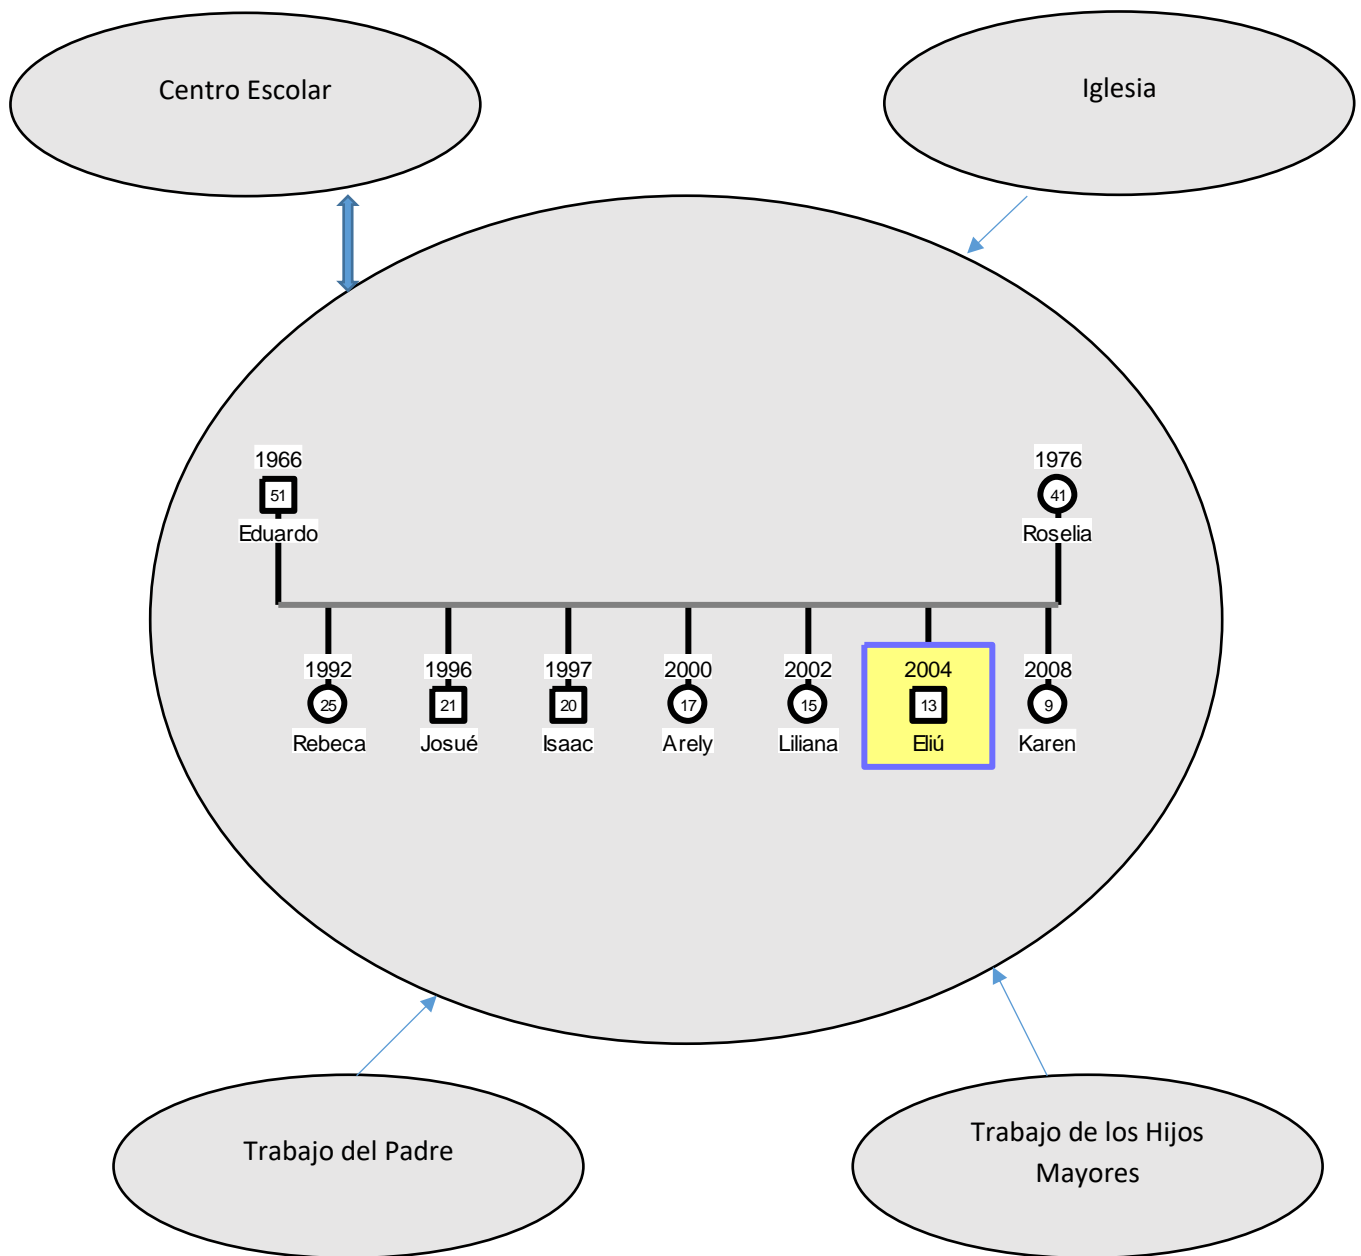 Centro Escolar
Iglesia
1966
51
Eduardo
1976
41
Roselia
1992
25
Rebeca
1996
21
Josué
1997
20
Isaac
2000
17
Arely
2002
15
Liliana
2004
13
Eliú
2008
9
Karen
Trabajo del Padre
Trabajo de los Hijos
Mayores